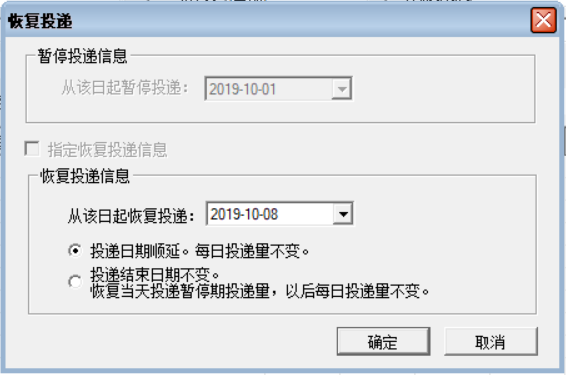 恢复投递
暂停投递信息
从该日起暂停投递：
2019-10-01
指定恢复投递信息
恢复投递信息
从该日起恢复投递：
2019-10-08
投递日期顺延。每日投递量不变。
投递结束日期不变。
恢复当天投递暂停期投递量，以后每日投递量不变。
确定
取消